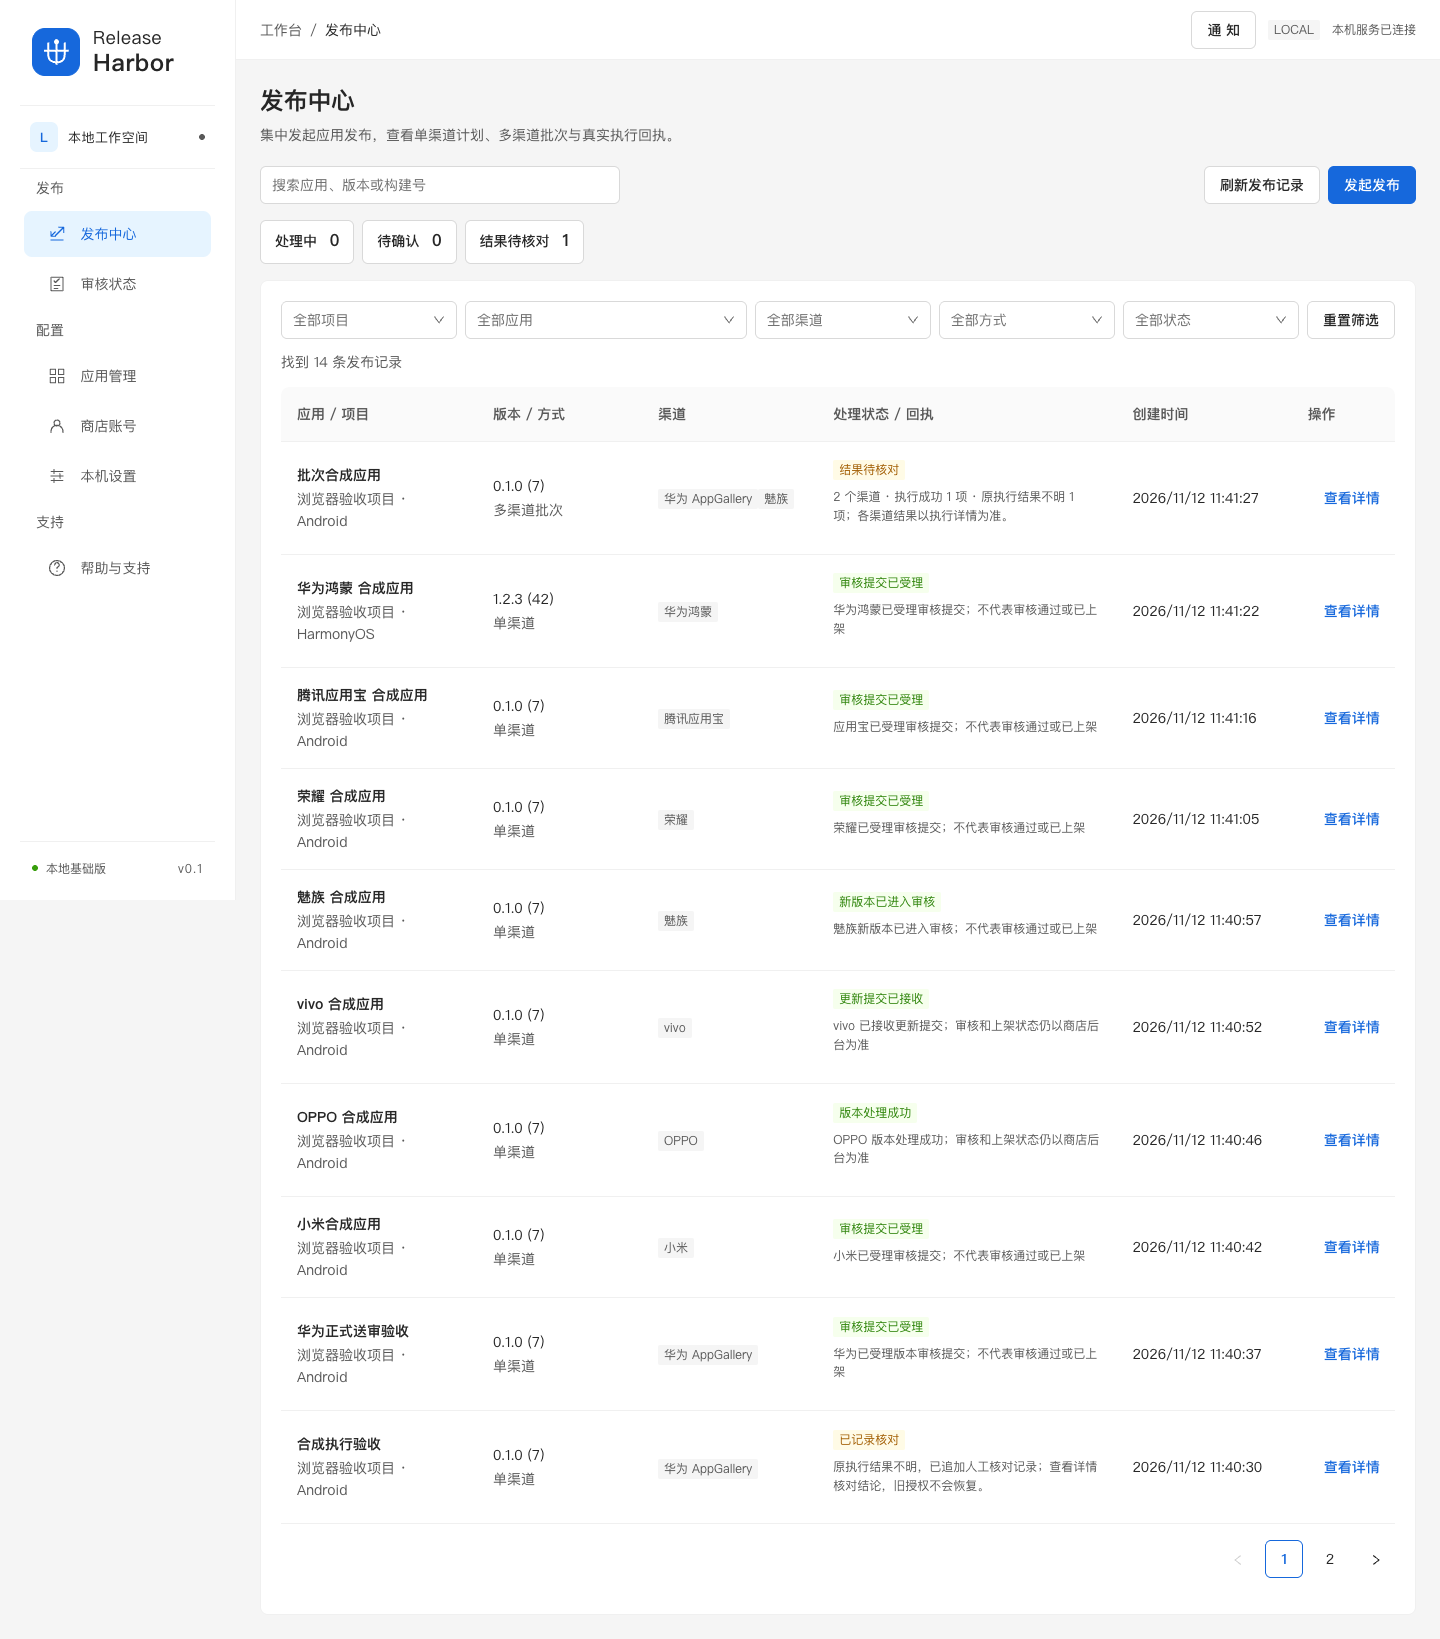 Release
Harbor
L 本地工作空间
发布
发布中心
审核状态
配置
应用管理
商店账号
本机设置
支持
帮助与支持
本地基础版 v0.1
工作台 / 发布中心
通 知 LOCAL 本机服务已连接
发布中心
集中发起应用发布，查看单渠道计划、多渠道批次与真实执行回执。
搜索应用、版本或构建号
刷新发布记录 发起发布
处理中 0 待确认 0 结果待核对 1
全部项目 全部应用 全部渠道 全部方式 全部状态 重置筛选
找到 14 条发布记录
应用 / 项目 版本 / 方式 渠道 处理状态 / 回执 创建时间 操作
批次合成应用
浏览器验收项目 ·
Android
0.1.0 (7)
多渠道批次
华为 AppGallery 魅族
结果待核对
2 个渠道 · 执行成功 1 项 · 原执行结果不明 1
项；各渠道结果以执行详情为准。
2026/11/12 11:41:27
查看详情
华为鸿蒙 合成应用
浏览器验收项目 ·
HarmonyOS
1.2.3 (42)
单渠道
华为鸿蒙
审核提交已受理
华为鸿蒙已受理审核提交；不代表审核通过或已上
架
2026/11/12 11:41:22
查看详情
腾讯应用宝 合成应用
浏览器验收项目 ·
Android
0.1.0 (7)
单渠道
腾讯应用宝
审核提交已受理
应用宝已受理审核提交；不代表审核通过或已上架
2026/11/12 11:41:16
查看详情
荣耀 合成应用
浏览器验收项目 ·
Android
0.1.0 (7)
单渠道
荣耀
审核提交已受理
荣耀已受理审核提交；不代表审核通过或已上架
2026/11/12 11:41:05
查看详情
魅族 合成应用
浏览器验收项目 ·
Android
0.1.0 (7)
单渠道
魅族
新版本已进入审核
魅族新版本已进入审核；不代表审核通过或已上架
2026/11/12 11:40:57
查看详情
vivo 合成应用
浏览器验收项目 ·
Android
0.1.0 (7)
单渠道
vivo
更新提交已接收
vivo 已接收更新提交；审核和上架状态仍以商店后
台为准
2026/11/12 11:40:52
查看详情
OPPO 合成应用
浏览器验收项目 ·
Android
0.1.0 (7)
单渠道
OPPO
版本处理成功
OPPO 版本处理成功；审核和上架状态仍以商店后
台为准
2026/11/12 11:40:46
查看详情
小米合成应用
浏览器验收项目 ·
Android
0.1.0 (7)
单渠道
小米
审核提交已受理
小米已受理审核提交；不代表审核通过或已上架
2026/11/12 11:40:42
查看详情
华为正式送审验收
浏览器验收项目 ·
Android
0.1.0 (7)
单渠道
华为 AppGallery
审核提交已受理
华为已受理版本审核提交；不代表审核通过或已上
架
2026/11/12 11:40:37
查看详情
合成执行验收
浏览器验收项目 ·
Android
0.1.0 (7)
单渠道
华为 AppGallery
已记录核对
原执行结果不明，已追加人工核对记录；查看详情
核对结论，旧授权不会恢复。
2026/11/12 11:40:30
查看详情
1 2